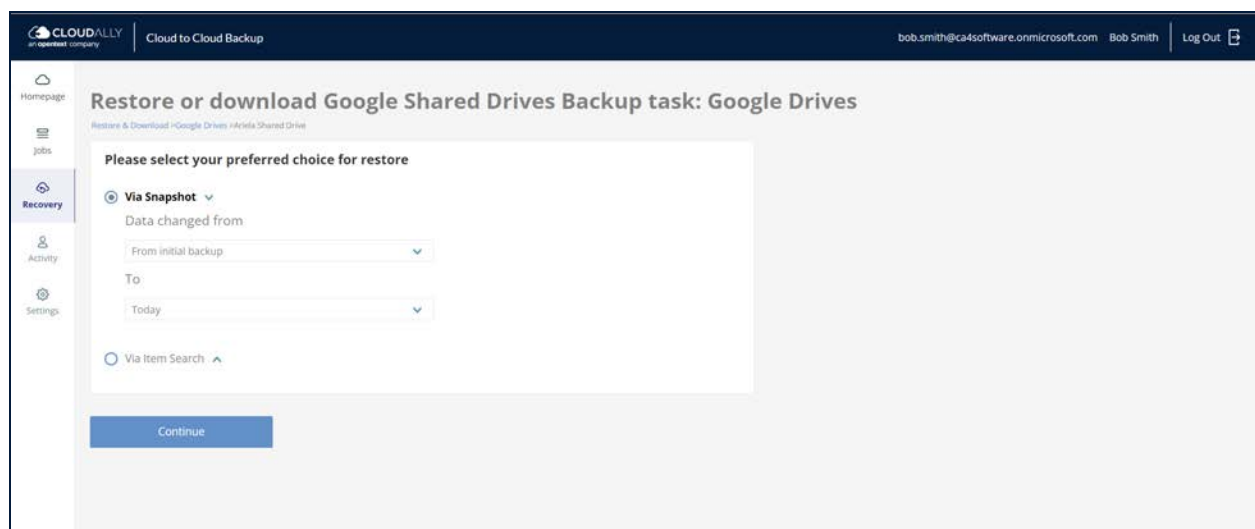 CLOUDALLY
an opentext company
Cloud to Cloud Backup
bob.smith@ca4software.onmicrosoft.com Bob Smith
Log Out
Homepage
Jobs
Recovery
Activity
Settings
Restore or download Google Shared Drives Backup task: Google Drives
Restore & Download >Google Drives >Ariela Shared Drive
Please select your preferred choice for restore
Via Snapshot
Data changed from
From initial backup
To
Today
Via Item Search
Continue